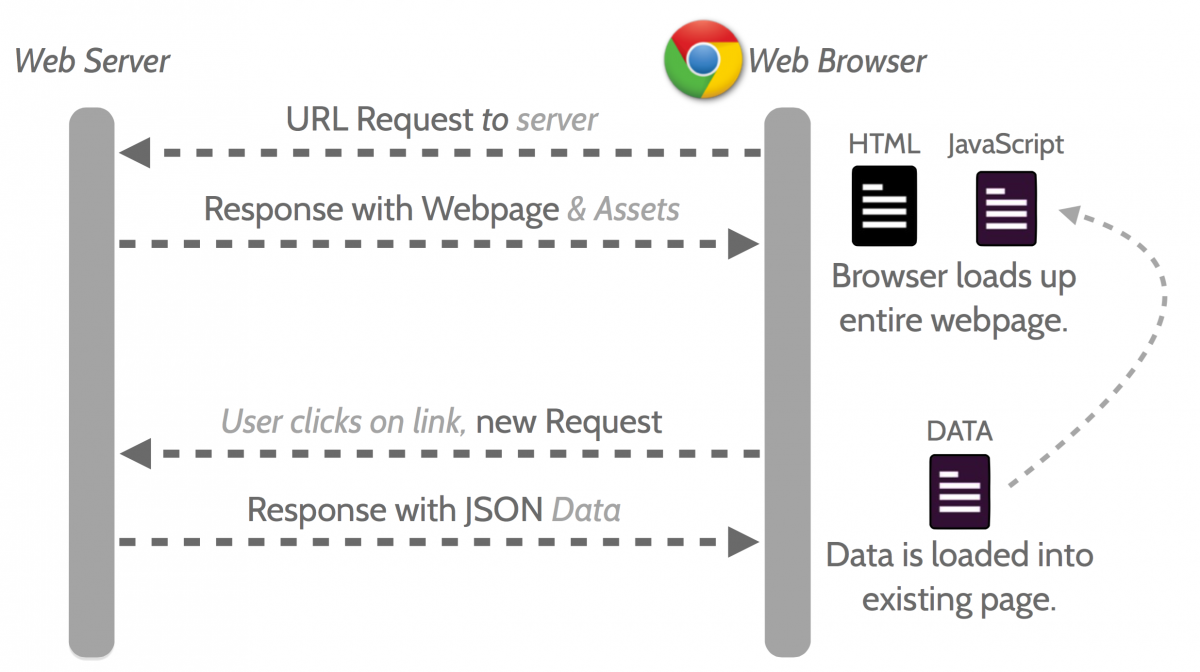 Web Server
Web Browser
URL Request to server
HTML
JavaScript
Response with Webpage & Assets
Browser loads up
entire webpage.
User clicks on link, new Request
DATA
Response with JSON Data
Data is loaded into
existing page.